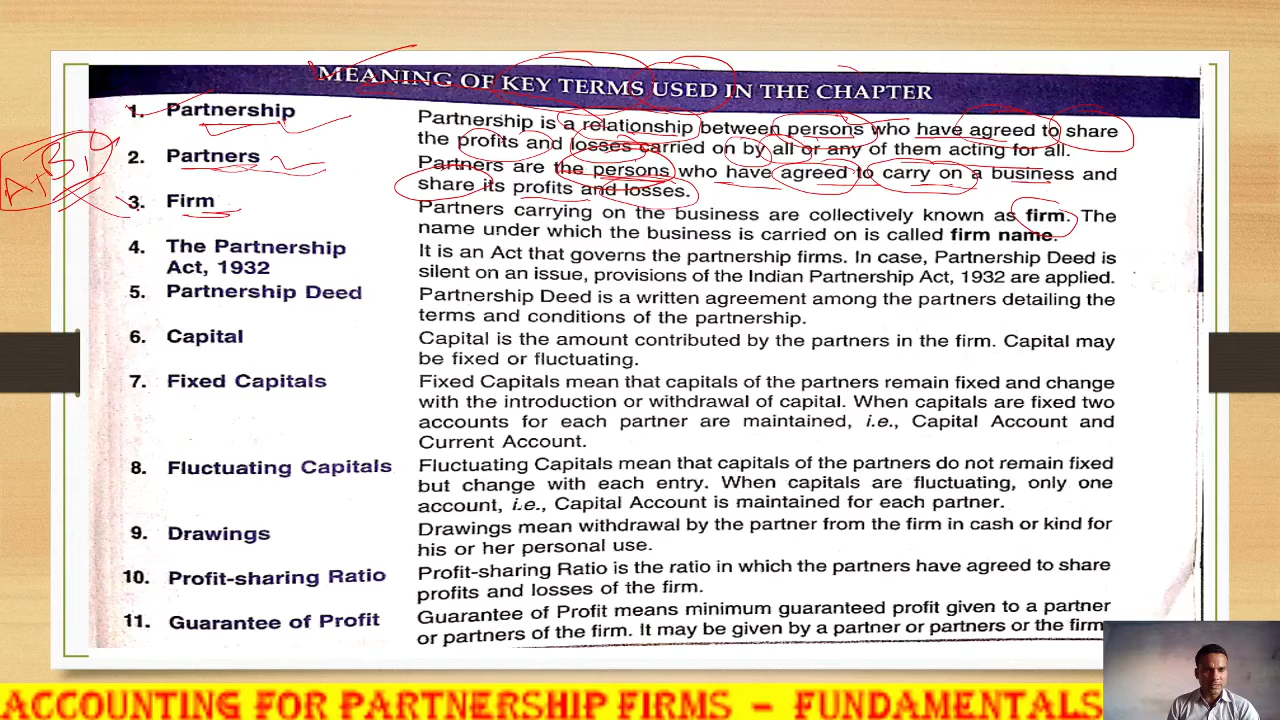 MEANING OF KEY TERMS USED IN THE CHAPTER
1. Partnership
Partnership is a relationship between persons who have agreed to share
the profits and losses carried on by all or any of them acting for all.
2. Partners
Partners are the persons who have agreed to carry on a business and
share its profits and losses.
3. Firm
Partners carrying on the business are collectively known as firm. The
name under which the business is carried on is called firm name.
4. The Partnership
Act, 1932
It is an Act that governs the partnership firms. In case, Partnership Deed is
silent on an issue, provisions of the Indian Partnership Act, 1932 are applied.
5. Partnership Deed
Partnership Deed is a written agreement among the partners detailing the
terms and conditions of the partnership.
6. Capital
Capital is the amount contributed by the partners in the firm. Capital may
be fixed or fluctuating.
7. Fixed Capitals
Fixed Capitals mean that capitals of the partners remain fixed and change
with the introduction or withdrawal of capital. When capitals are fixed two
accounts for each partner are maintained, i.e., Capital Account and
Current Account.
8. Fluctuating Capitals
Fluctuating Capitals mean that capitals of the partners do not remain fixed
but change with each entry. When capitals are fluctuating, only one
account, i.e., Capital Account is maintained for each partner.
9. Drawings
Drawings mean withdrawal by the partner from the firm in cash or kind for
his or her personal use.
10. Profit-sharing Ratio
Profit-sharing Ratio is the ratio in which the partners have agreed to share
profits and losses of the firm.
11. Guarantee of Profit
Guarantee of Profit means minimum guaranteed profit given to a partner
or partners of the firm. It may be given by a partner or partners or the firm
ACCOUNTING FOR PARTNERSHIP FIRMS – FUNDAMENTALS